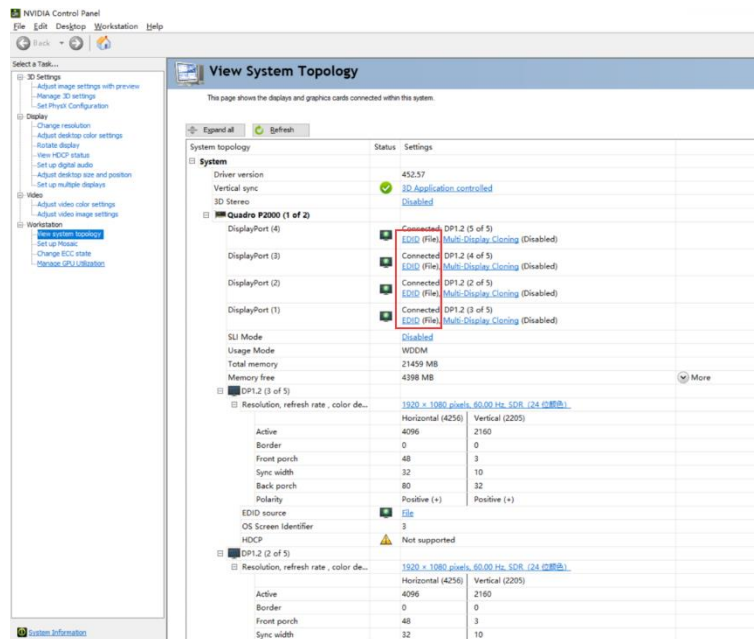 NVIDIA Control Panel
File Edit Desktop Workstation Help
Back
Select a Task...
3D Settings
Adjust image settings with preview
Manage 3D settings
Set PhysX Configuration
Display
Change resolution
Adjust desktop color settings
Rotate display
View HDCP status
Set up digital audio
Adjust desktop size and position
Set up multiple displays
Video
Adjust video color settings
Adjust video image settings
Workstation
View system topology
Set up Mosaic
Change ECC state
Manage GPU Utilization
System Information
View System Topology
This page shows the displays and graphics cards connected within this system.
Expand all Refresh
System topology Status Settings
System
Driver version 452.57
Vertical sync 3D Application controlled
3D Stereo Disabled
Quadro P2000 (1 of 2)
DisplayPort (4) Connected: DP1.2 (5 of 5)
EDID (File), Multi-Display Cloning (Disabled)
DisplayPort (3) Connected: DP1.2 (4 of 5)
EDID (File), Multi-Display Cloning (Disabled)
DisplayPort (2) Connected: DP1.2 (2 of 5)
EDID (File), Multi-Display Cloning (Disabled)
DisplayPort (1) Connected: DP1.2 (3 of 5)
EDID (File), Multi-Display Cloning (Disabled)
SLI Mode Disabled
Usage Mode WDDM
Total memory 21459 MB
Memory free 4398 MB More
DP1.2 (3 of 5)
Resolution, refresh rate , color de... 1920 × 1080 pixels, 60.00 Hz, SDR (24 位颜色)
Horizontal (4256) Vertical (2205)
Active 4096 2160
Border 0 0
Front porch 48 3
Sync width 32 10
Back porch 80 32
Polarity Positive (+) Positive (+)
EDID source File
OS Screen Identifier 3
HDCP Not supported
DP1.2 (2 of 5)
Resolution, refresh rate , color de... 1920 × 1080 pixels, 60.00 Hz, SDR (24 位颜色)
Horizontal (4256) Vertical (2205)
Active 4096 2160
Border 0 0
Front porch 48 3
Sync width 32 10